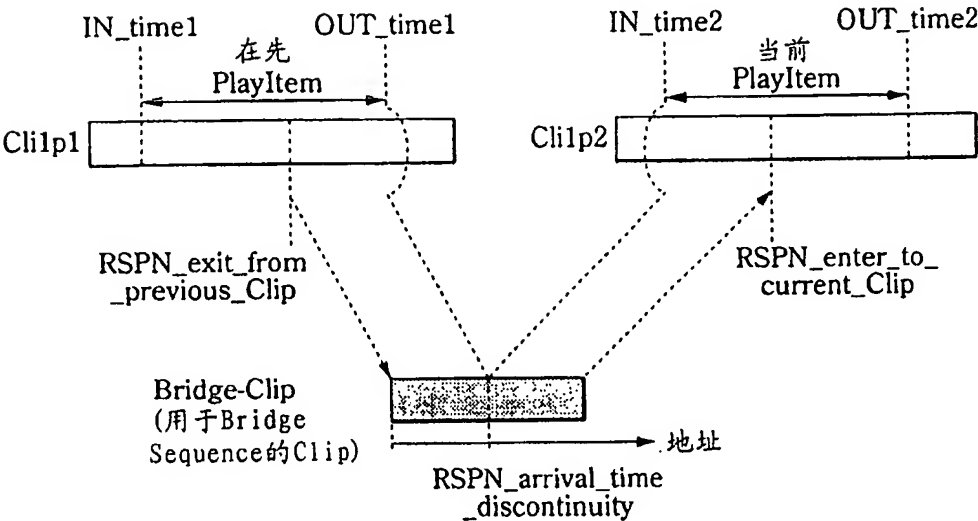 IN_time1
OUT_time1
IN_time2
OUT_time2
在先
PlayItem
当前
PlayItem
Cli1p1
Cli1p2
RSPN_exit_from
_previous_Clip
RSPN_enter_to_
current_Clip
Bridge-Clip
(用于Bridge
Sequence的Clip)
地址
RSPN_arrival_time
_discontinuity